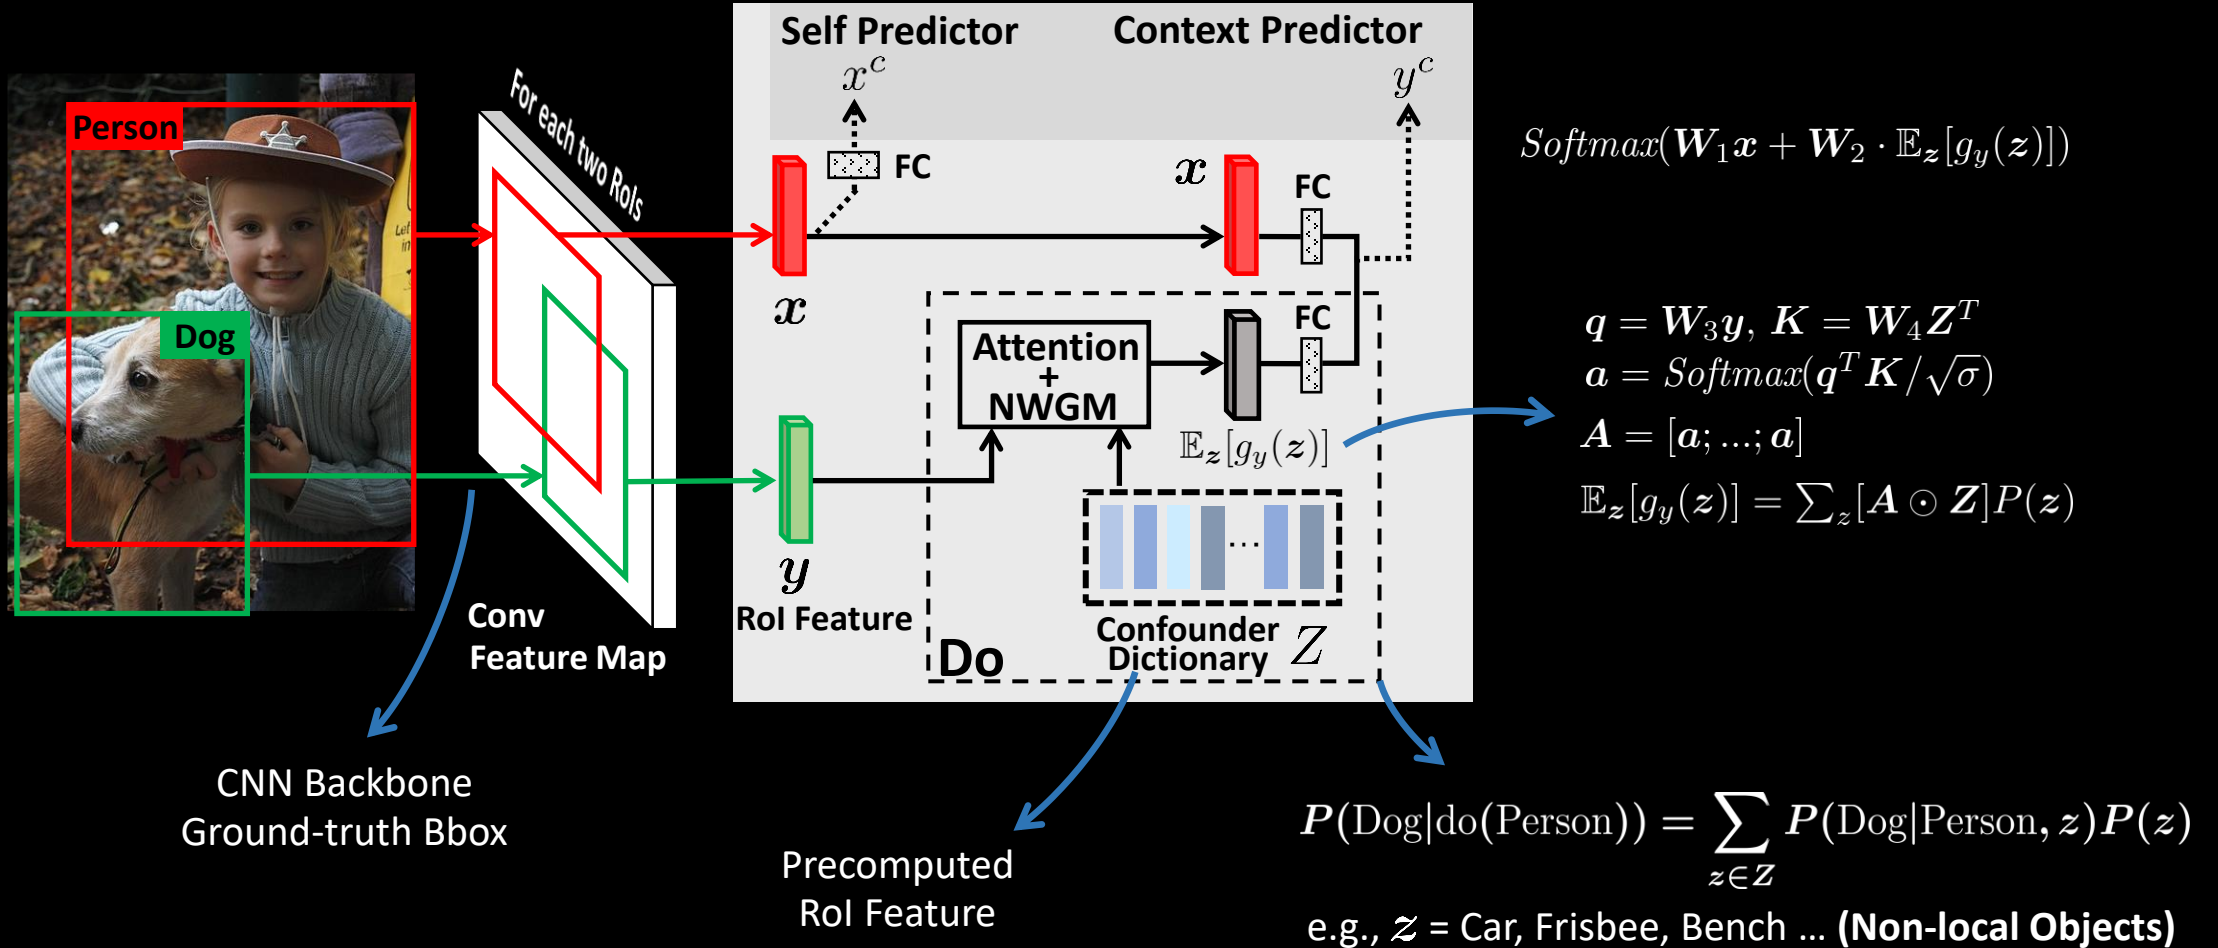 Self Predictor
Context Predictor
x^c
y^c
Person
Dog
Let
in
For each two RoIs
FC
x
x
FC
FC
Attention
+
NWGM
𝔼_z[g_y(z)]
y
RoI Feature
...
Confounder
Dictionary Z
Do
Conv
Feature Map
CNN Backbone
Ground-truth Bbox
Precomputed
RoI Feature
Softmax(W_1x + W_2 · 𝔼_z[g_y(z)])
q = W_3y, K = W_4Z^T
a = Softmax(q^T K/√σ)
A = [a; ...; a]
𝔼_z[g_y(z)] = ∑_z[A ⊙ Z]P(z)
P(Dog|do(Person)) = ∑_{z∈Z} P(Dog|Person, z)P(z)
e.g., z = Car, Frisbee, Bench ... (Non-local Objects)